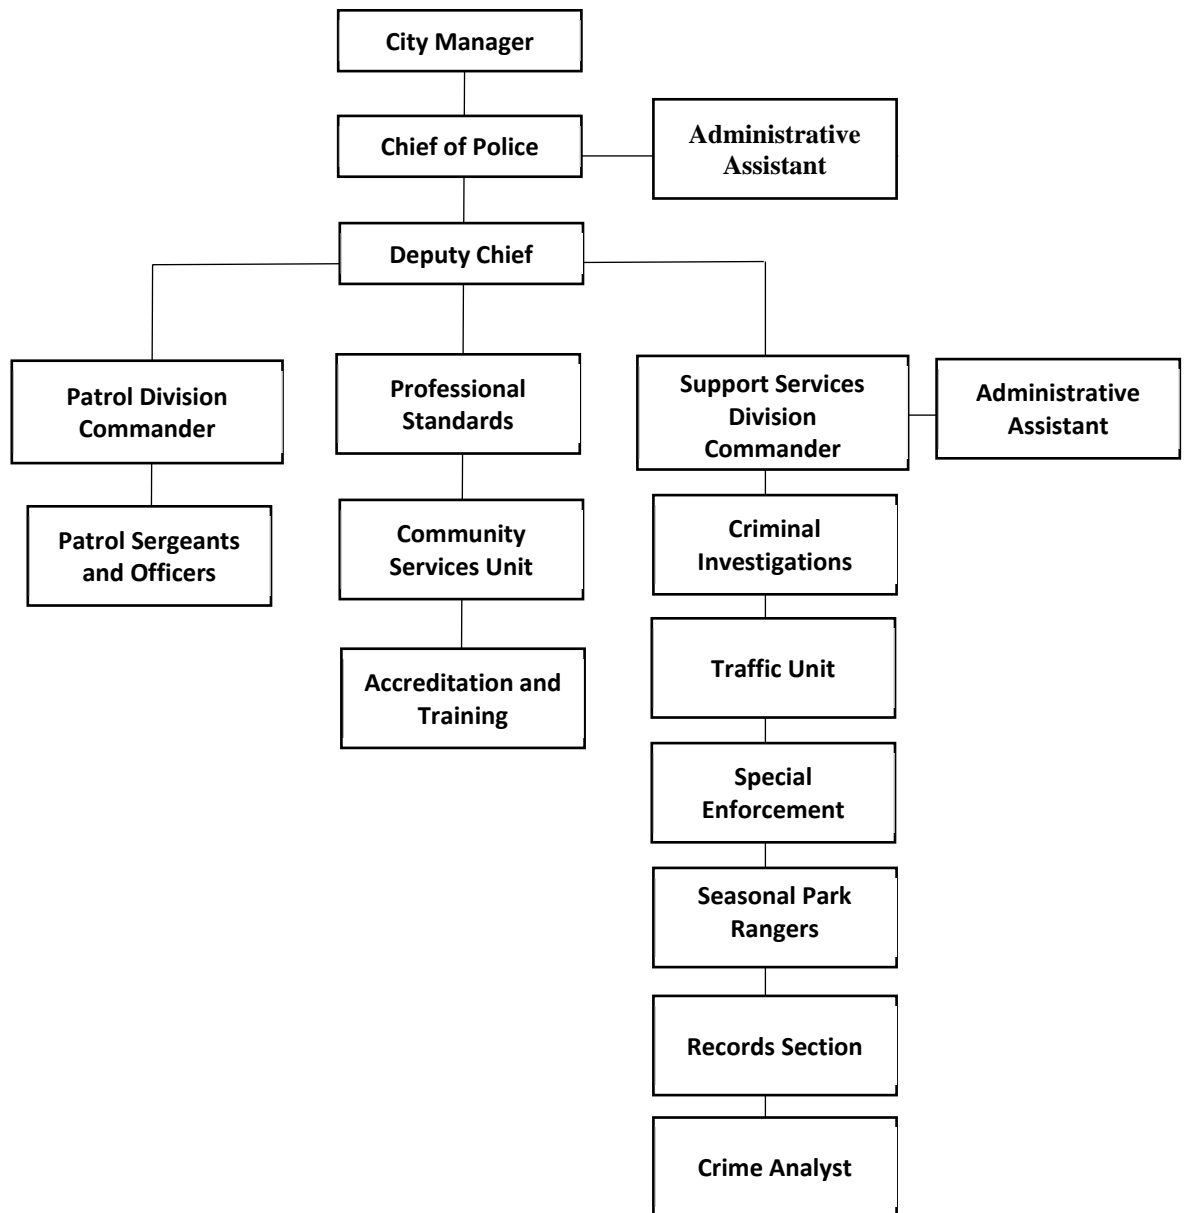 City Manager
Chief of Police
Administrative
Assistant
Deputy Chief
Patrol Division
Commander
Professional
Standards
Support Services
Division
Commander
Administrative
Assistant
Patrol Sergeants
and Officers
Community
Services Unit
Criminal
Investigations
Accreditation and
Training
Traffic Unit
Special
Enforcement
Seasonal Park
Rangers
Records Section
Crime Analyst